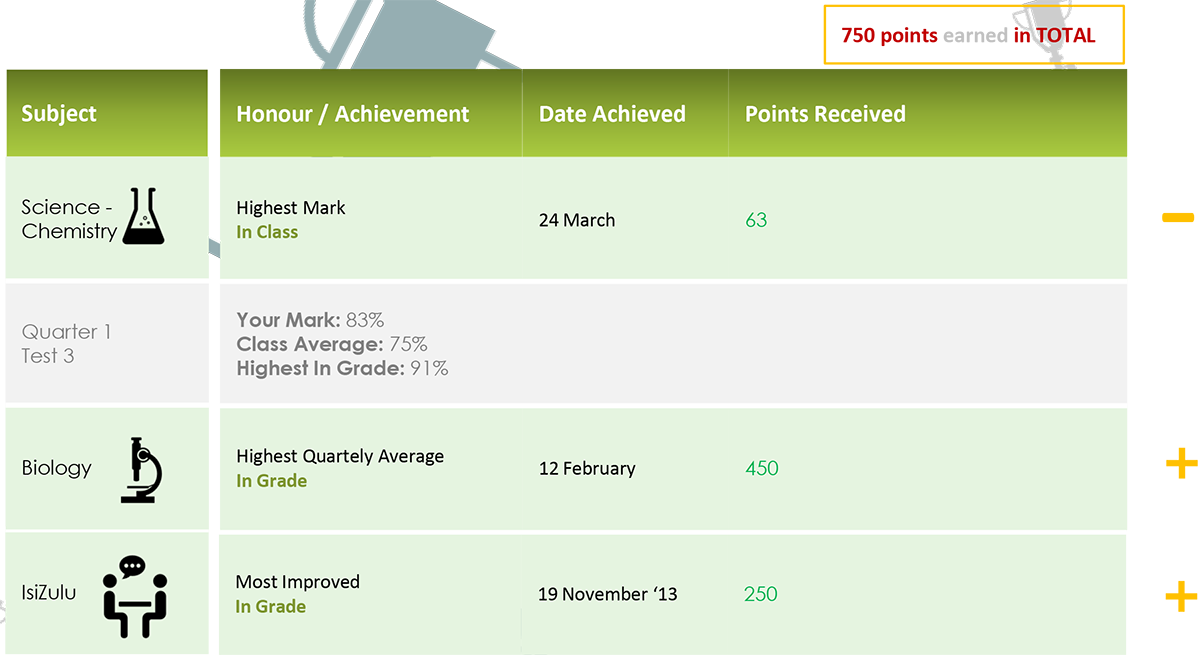 750 points earned in TOTAL
Subject
Honour / Achievement
Date Achieved
Points Received
Science -
Chemistry
Highest Mark
In Class
24 March
63
Quarter 1
Test 3
Your Mark: 83%
Class Average: 75%
Highest In Grade: 91%
Biology
Highest Quartely Average
In Grade
12 February
450
IsiZulu
Most Improved
In Grade
19 November ‘13
250